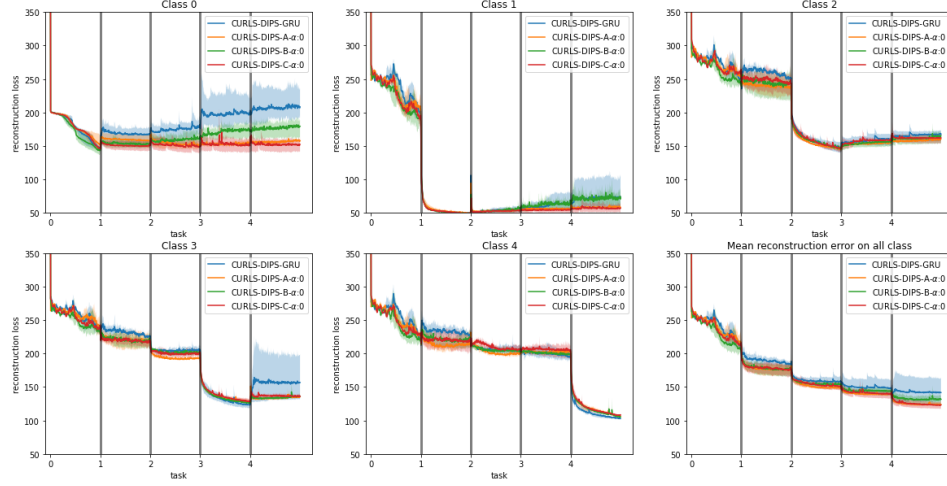 Class 0
350
300
250
200
150
100
50
reconstruction loss
0
1
2
3
4
task
CURLS-DIPS-GRU
CURLS-DIPS-A-α:0
CURLS-DIPS-B-α:0
CURLS-DIPS-C-α:0
Class 1
350
300
250
200
150
100
50
reconstruction loss
0
1
2
3
4
task
CURLS-DIPS-GRU
CURLS-DIPS-A-α:0
CURLS-DIPS-B-α:0
CURLS-DIPS-C-α:0
Class 2
350
300
250
200
150
100
50
reconstruction loss
0
1
2
3
4
task
CURLS-DIPS-GRU
CURLS-DIPS-A-α:0
CURLS-DIPS-B-α:0
CURLS-DIPS-C-α:0
Class 3
350
300
250
200
150
100
50
reconstruction loss
0
1
2
3
4
task
CURLS-DIPS-GRU
CURLS-DIPS-A-α:0
CURLS-DIPS-B-α:0
CURLS-DIPS-C-α:0
Class 4
350
300
250
200
150
100
50
reconstruction loss
0
1
2
3
4
task
CURLS-DIPS-GRU
CURLS-DIPS-A-α:0
CURLS-DIPS-B-α:0
CURLS-DIPS-C-α:0
Mean reconstruction error on all class
350
300
250
200
150
100
50
reconstruction loss
0
1
2
3
4
task
CURLS-DIPS-GRU
CURLS-DIPS-A-α:0
CURLS-DIPS-B-α:0
CURLS-DIPS-C-α:0